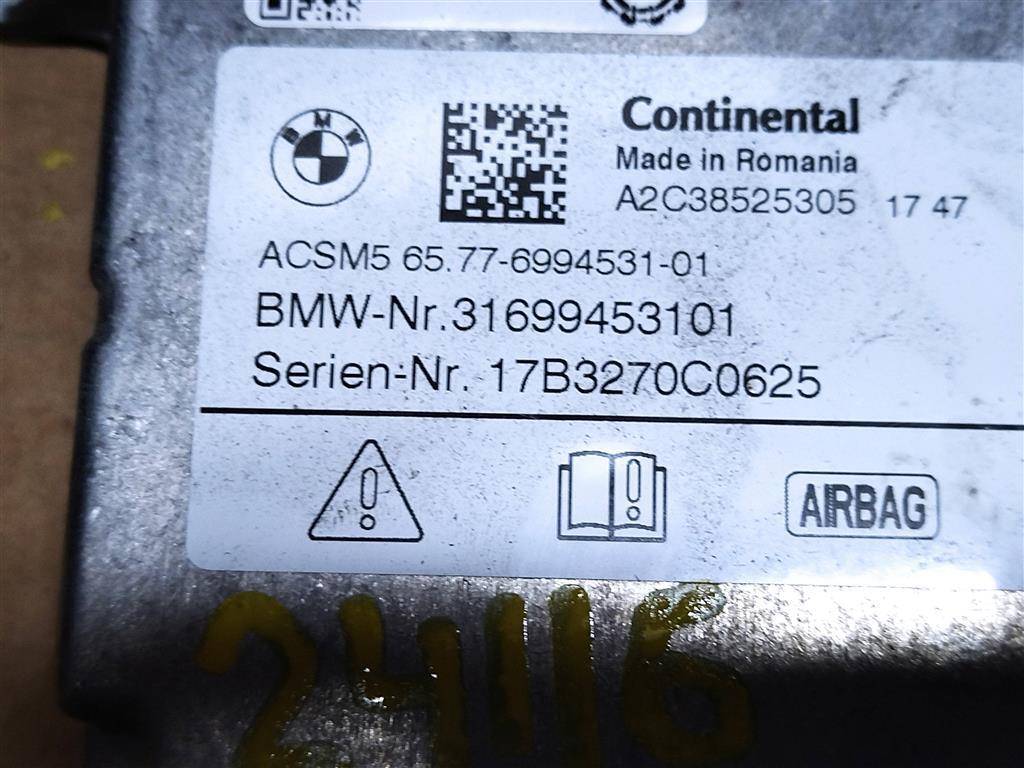 BMW
Continental
Made in Romania
A2C38525305 17 47
ACSM5 65.77-6994531-01
BMW-Nr.31699453101
Serien-Nr. 17B3270C0625
AIRBAG
24116